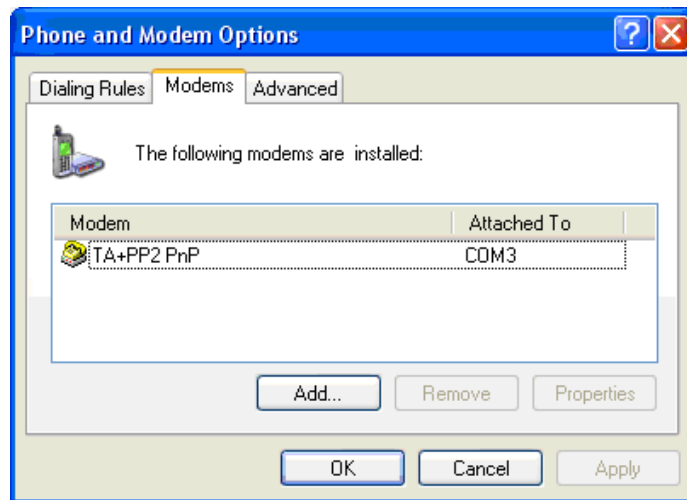 Phone and Modem Options
Dialing Rules Modems Advanced
The following modems are installed:
Modem Attached To
TA+PP2 PnP COM3
Add... Remove Properties
OK Cancel Apply